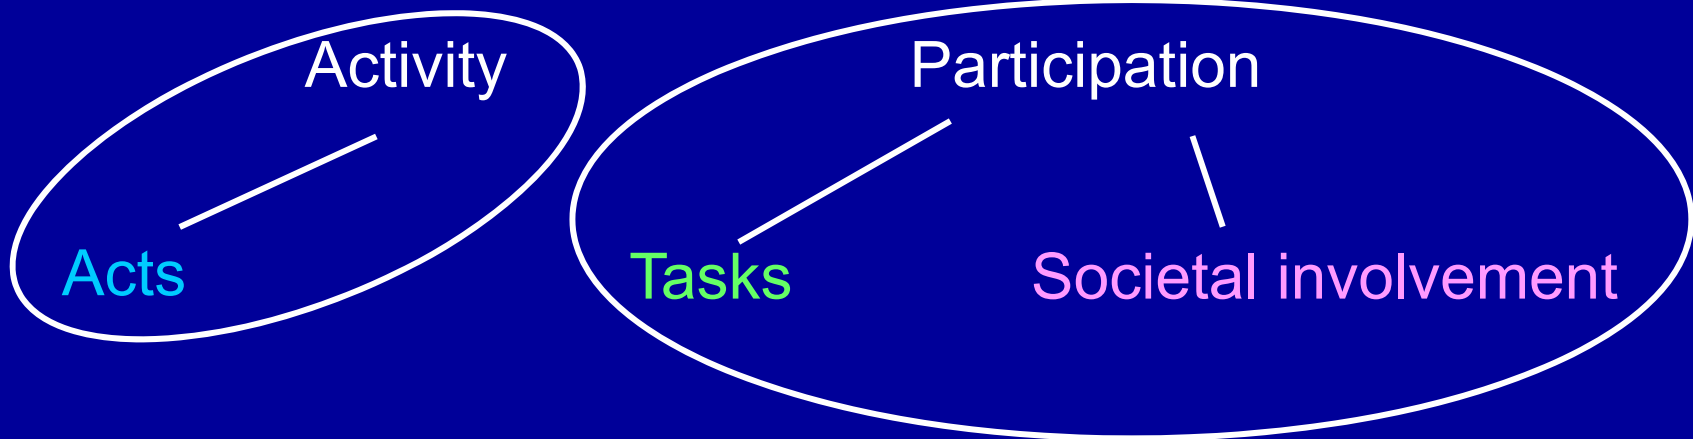 Activity Participation
Acts Tasks Societal involvement